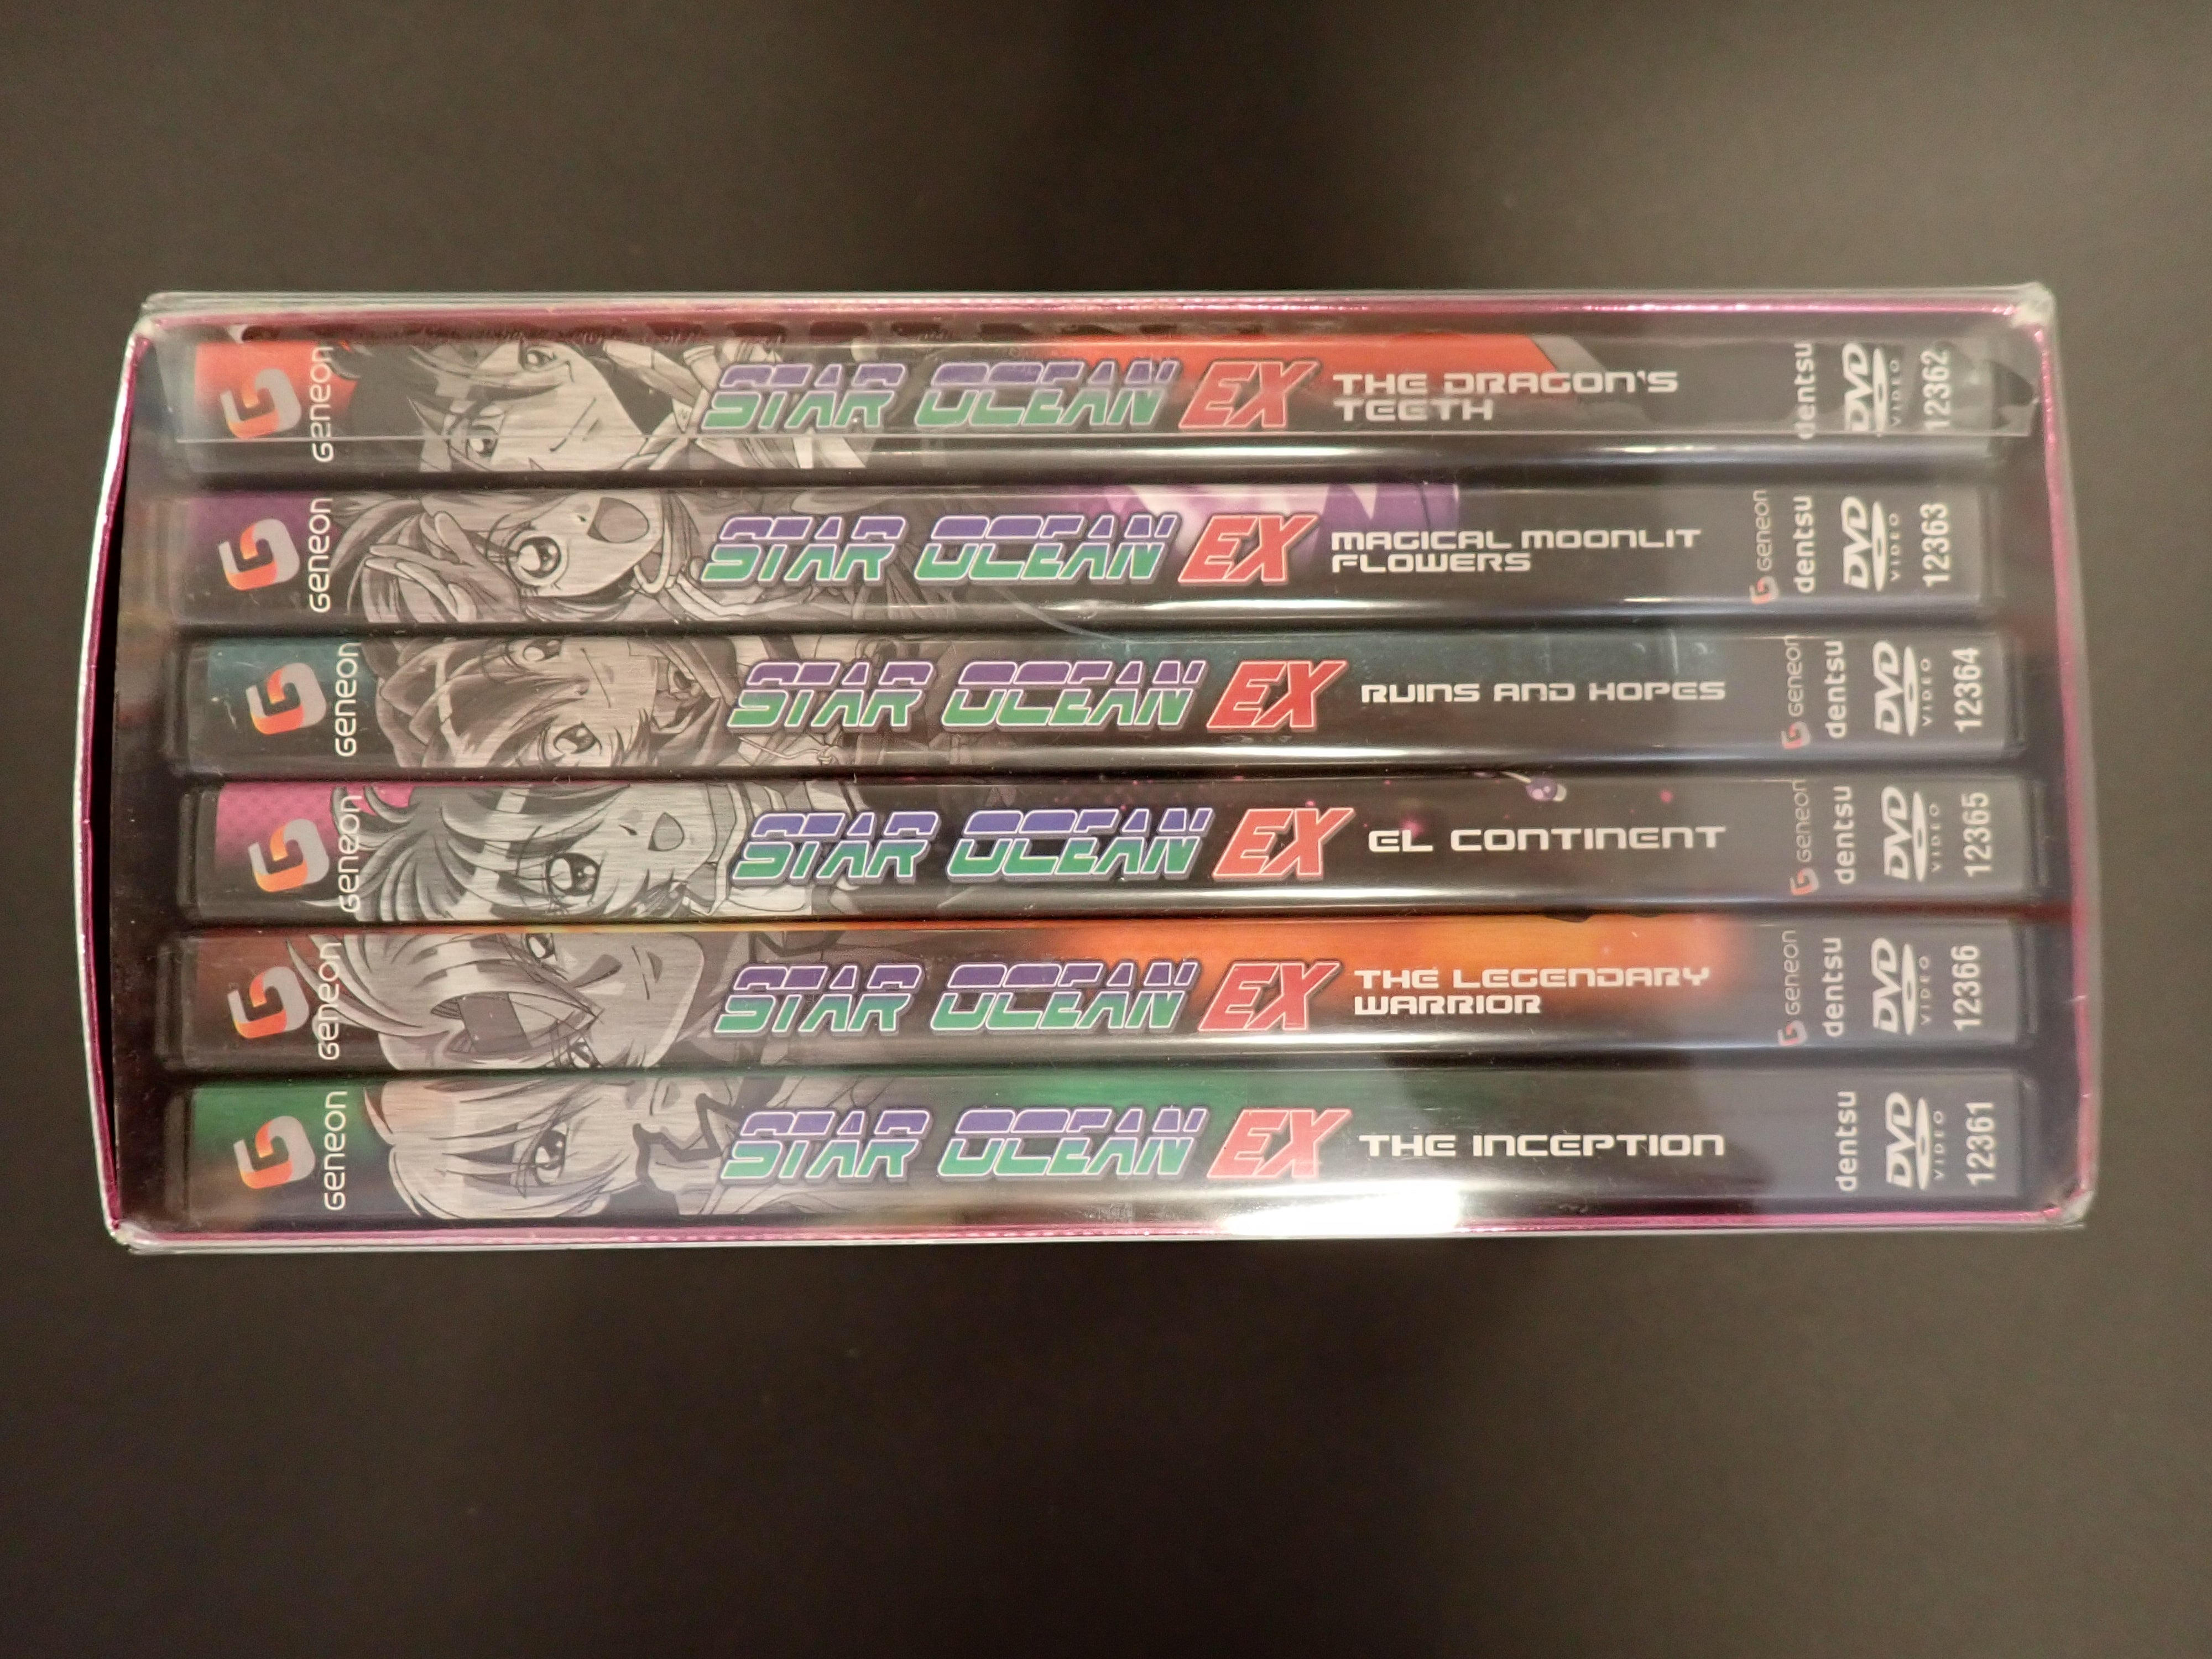 Geneon
STAR OCEAN EX
THE DRAGON'S
TEETH
dentsu
DVD
VIDEO
12362
Geneon
STAR OCEAN EX
MAGICAL MOONLIT
FLOWERS
Geneon
dentsu
DVD
VIDEO
12363
Geneon
STAR OCEAN EX
RUINS AND HOPES
Geneon
dentsu
DVD
VIDEO
12364
Geneon
STAR OCEAN EX
EL CONTINENT
Geneon
dentsu
DVD
VIDEO
12365
Geneon
STAR OCEAN EX
THE LEGENDARY
WARRIOR
Geneon
dentsu
DVD
VIDEO
12366
Geneon
STAR OCEAN EX
THE INCEPTION
dentsu
DVD
VIDEO
12361